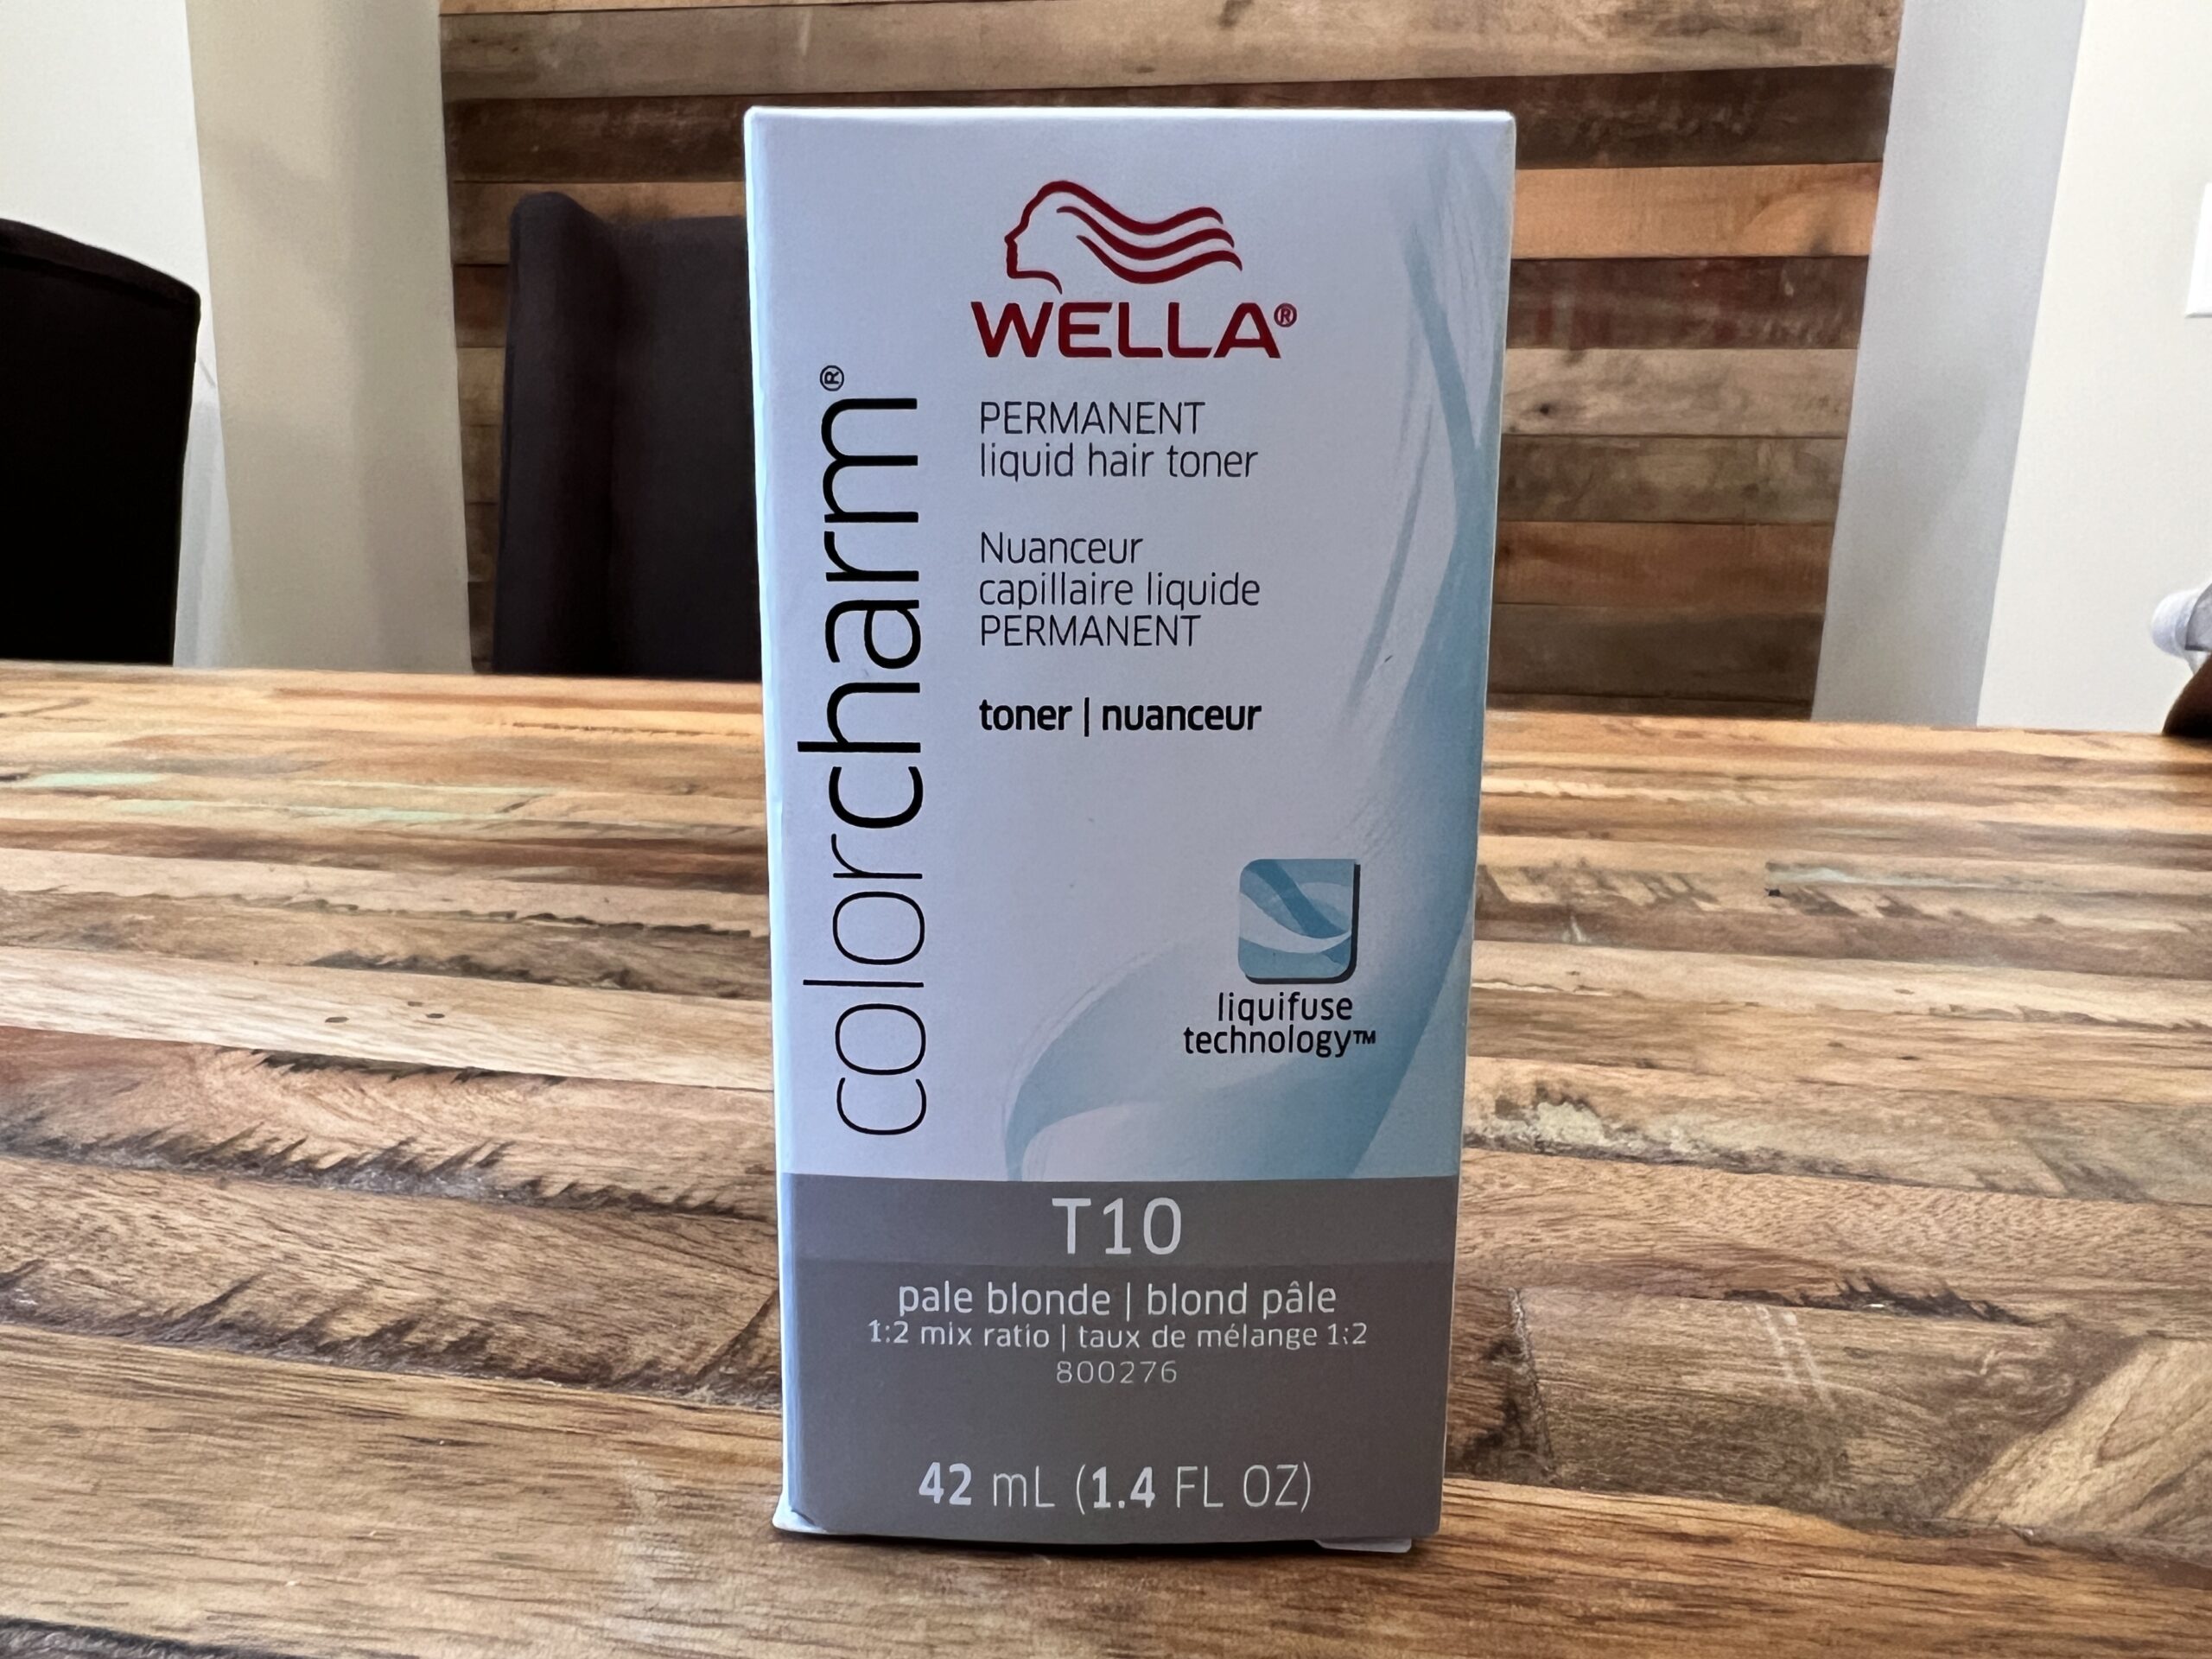 WELLA®
colorcharm®
PERMANENT
liquid hair toner
Nuanceur
capillaire liquide
PERMANENT
toner | nuanceur
liquifuse
technology™
T10
pale blonde | blond pâle
1:2 mix ratio | taux de mélange 1:2
800276
42 mL (1.4 FL OZ)